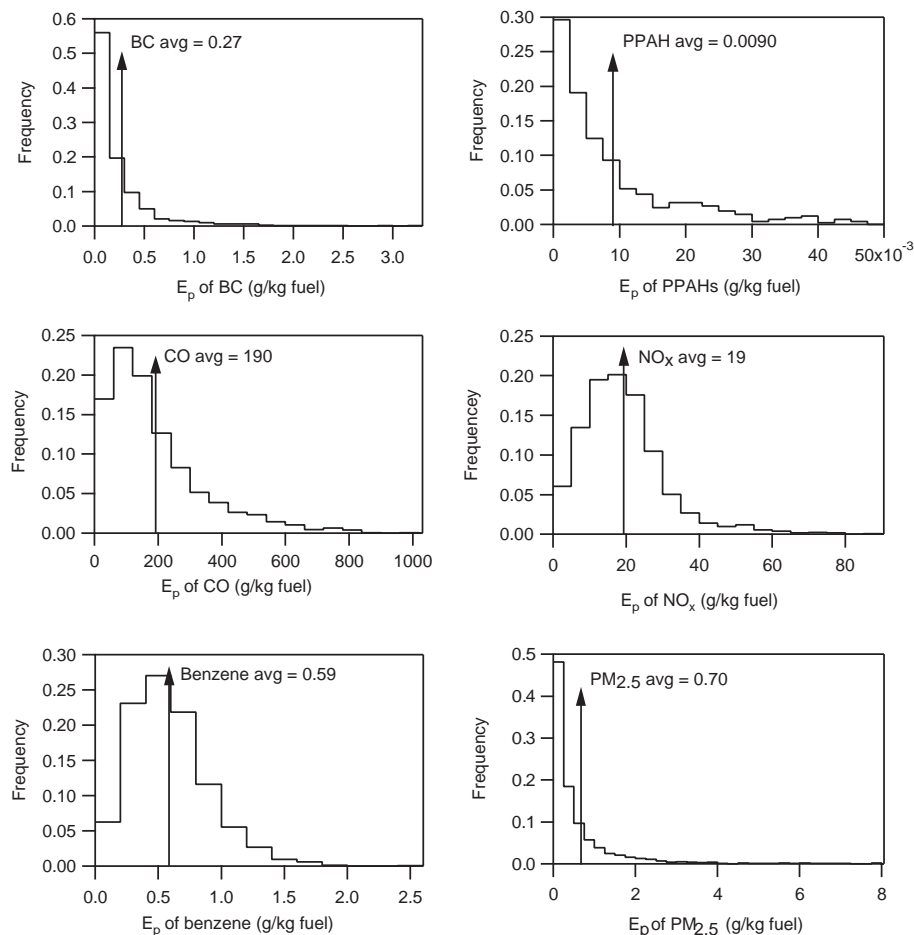 0.6
0.5
0.4
0.3
0.2
0.1
0.0
Frequency
BC avg = 0.27
0.0 0.5 1.0 1.5 2.0 2.5 3.0
Ep of BC (g/kg fuel)
0.30
0.25
0.20
0.15
0.10
0.05
0.00
Frequency
PPAH avg = 0.0090
0 10 20 30 40 50x10-3
Ep of PPAHs (g/kg fuel)
0.25
0.20
0.15
0.10
0.05
0.00
Frequency
CO avg = 190
0 200 400 600 800 1000
Ep of CO (g/kg fuel)
0.25
0.20
0.15
0.10
0.05
0.00
Frequencey
NOx avg = 19
0 20 40 60 80
Ep of NOx (g/kg fuel)
0.30
0.25
0.20
0.15
0.10
0.05
0.00
Frequency
Benzene avg = 0.59
0.0 0.5 1.0 1.5 2.0 2.5
Ep of benzene (g/kg fuel)
0.5
0.4
0.3
0.2
0.1
0.0
Frequency
PM2.5 avg = 0.70
0 2 4 6 8
Ep of PM2.5 (g/kg fuel)